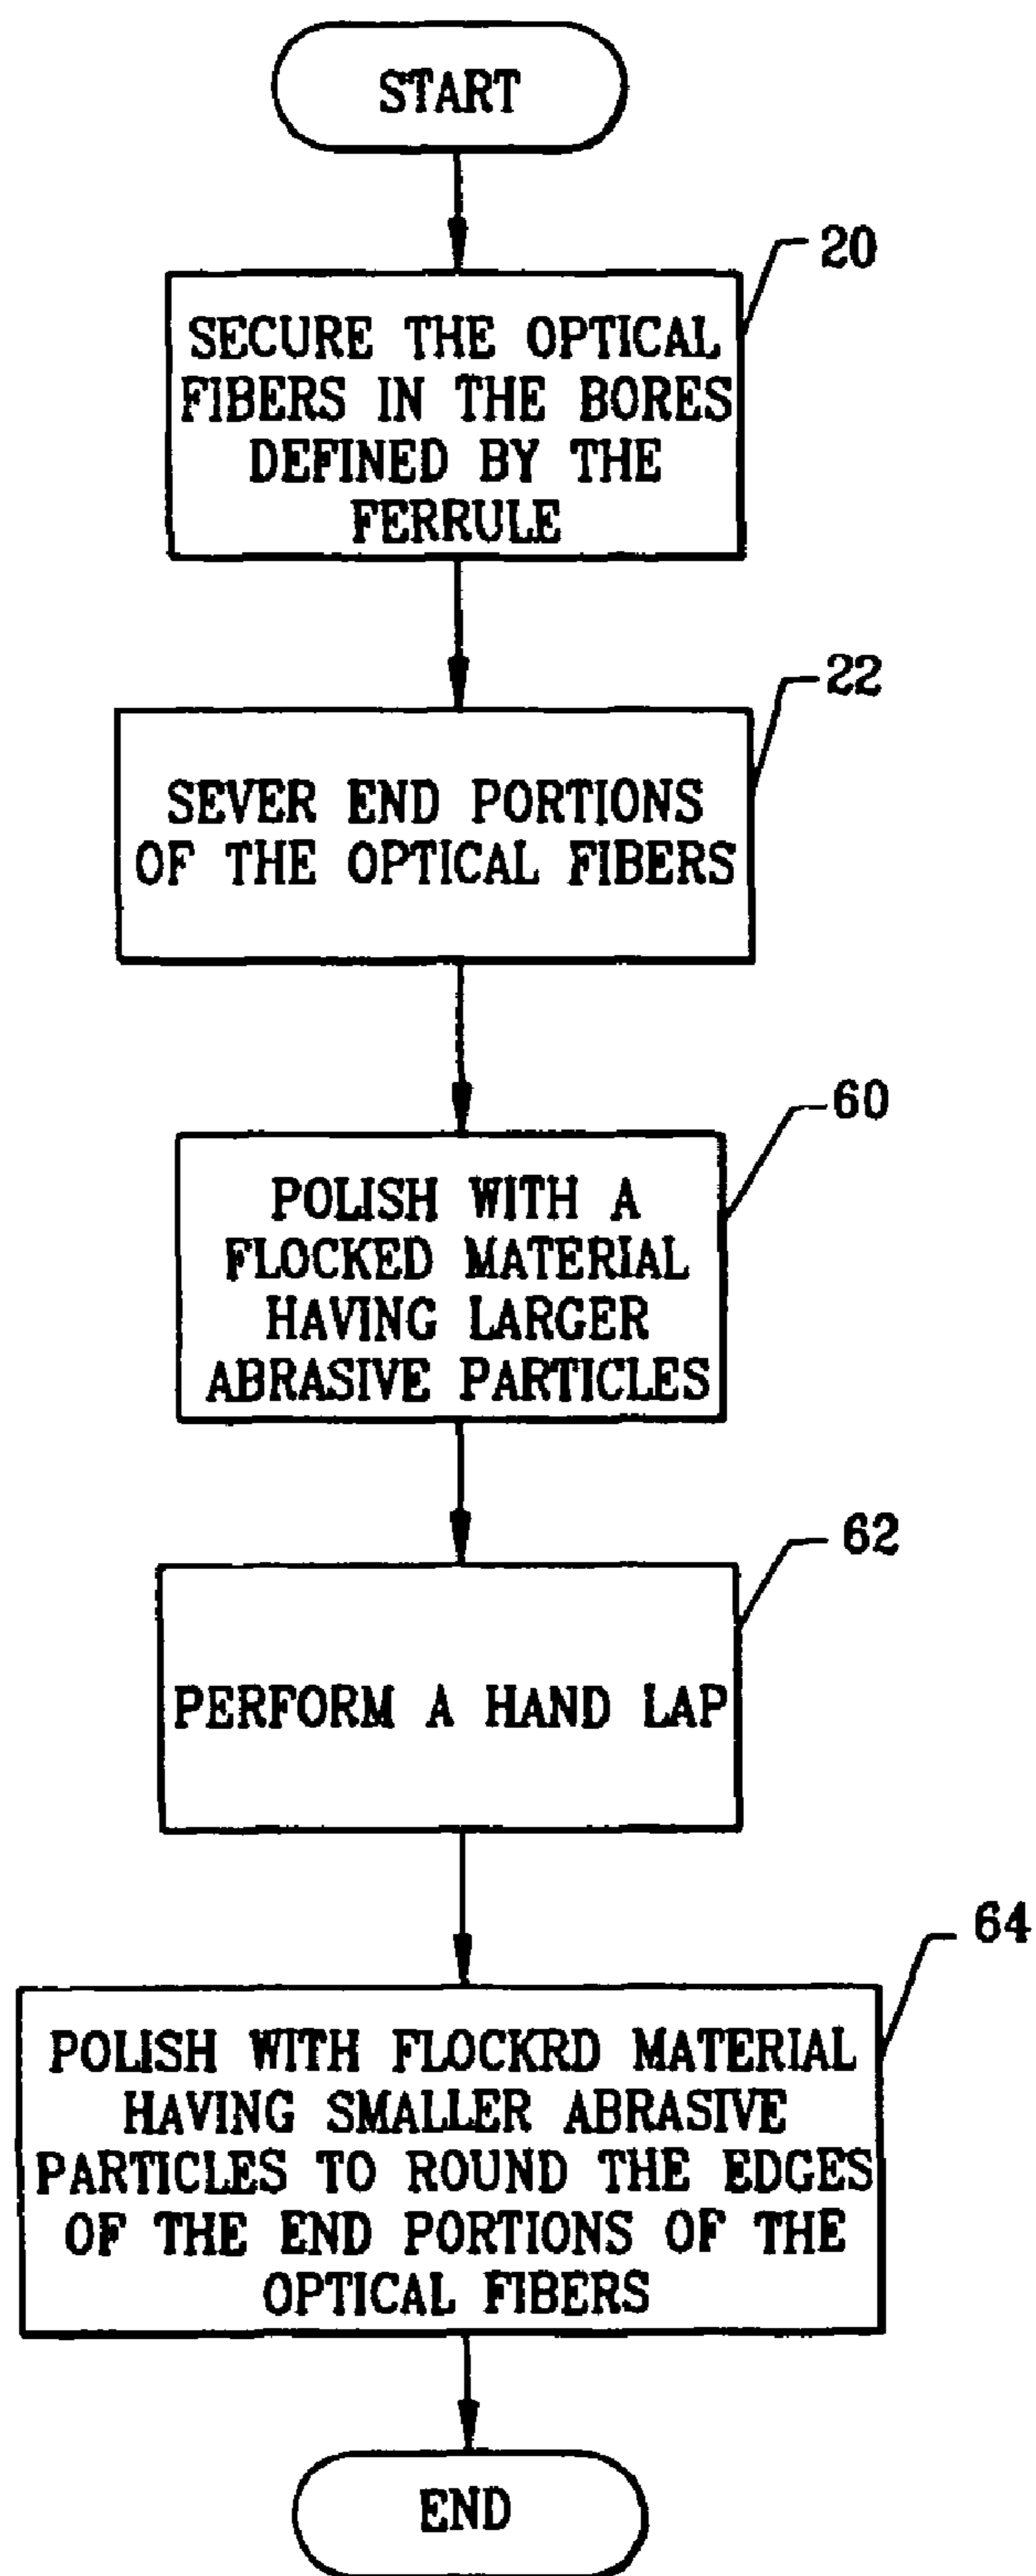 START
20
SECURE THE OPTICAL
FIBERS IN THE BORES
DEFINED BY THE
FERRULE
22
SEVER END PORTIONS
OF THE OPTICAL FIBERS
60
POLISH WITH A
FLOCKED MATERIAL
HAVING LARGER
ABRASIVE PARTICLES
62
PERFORM A HAND LAP
64
POLISH WITH FLOCKRD MATERIAL
HAVING SMALLER ABRASIVE
PARTICLES TO ROUND THE EDGES
OF THE END PORTIONS OF THE
OPTICAL FIBERS
END